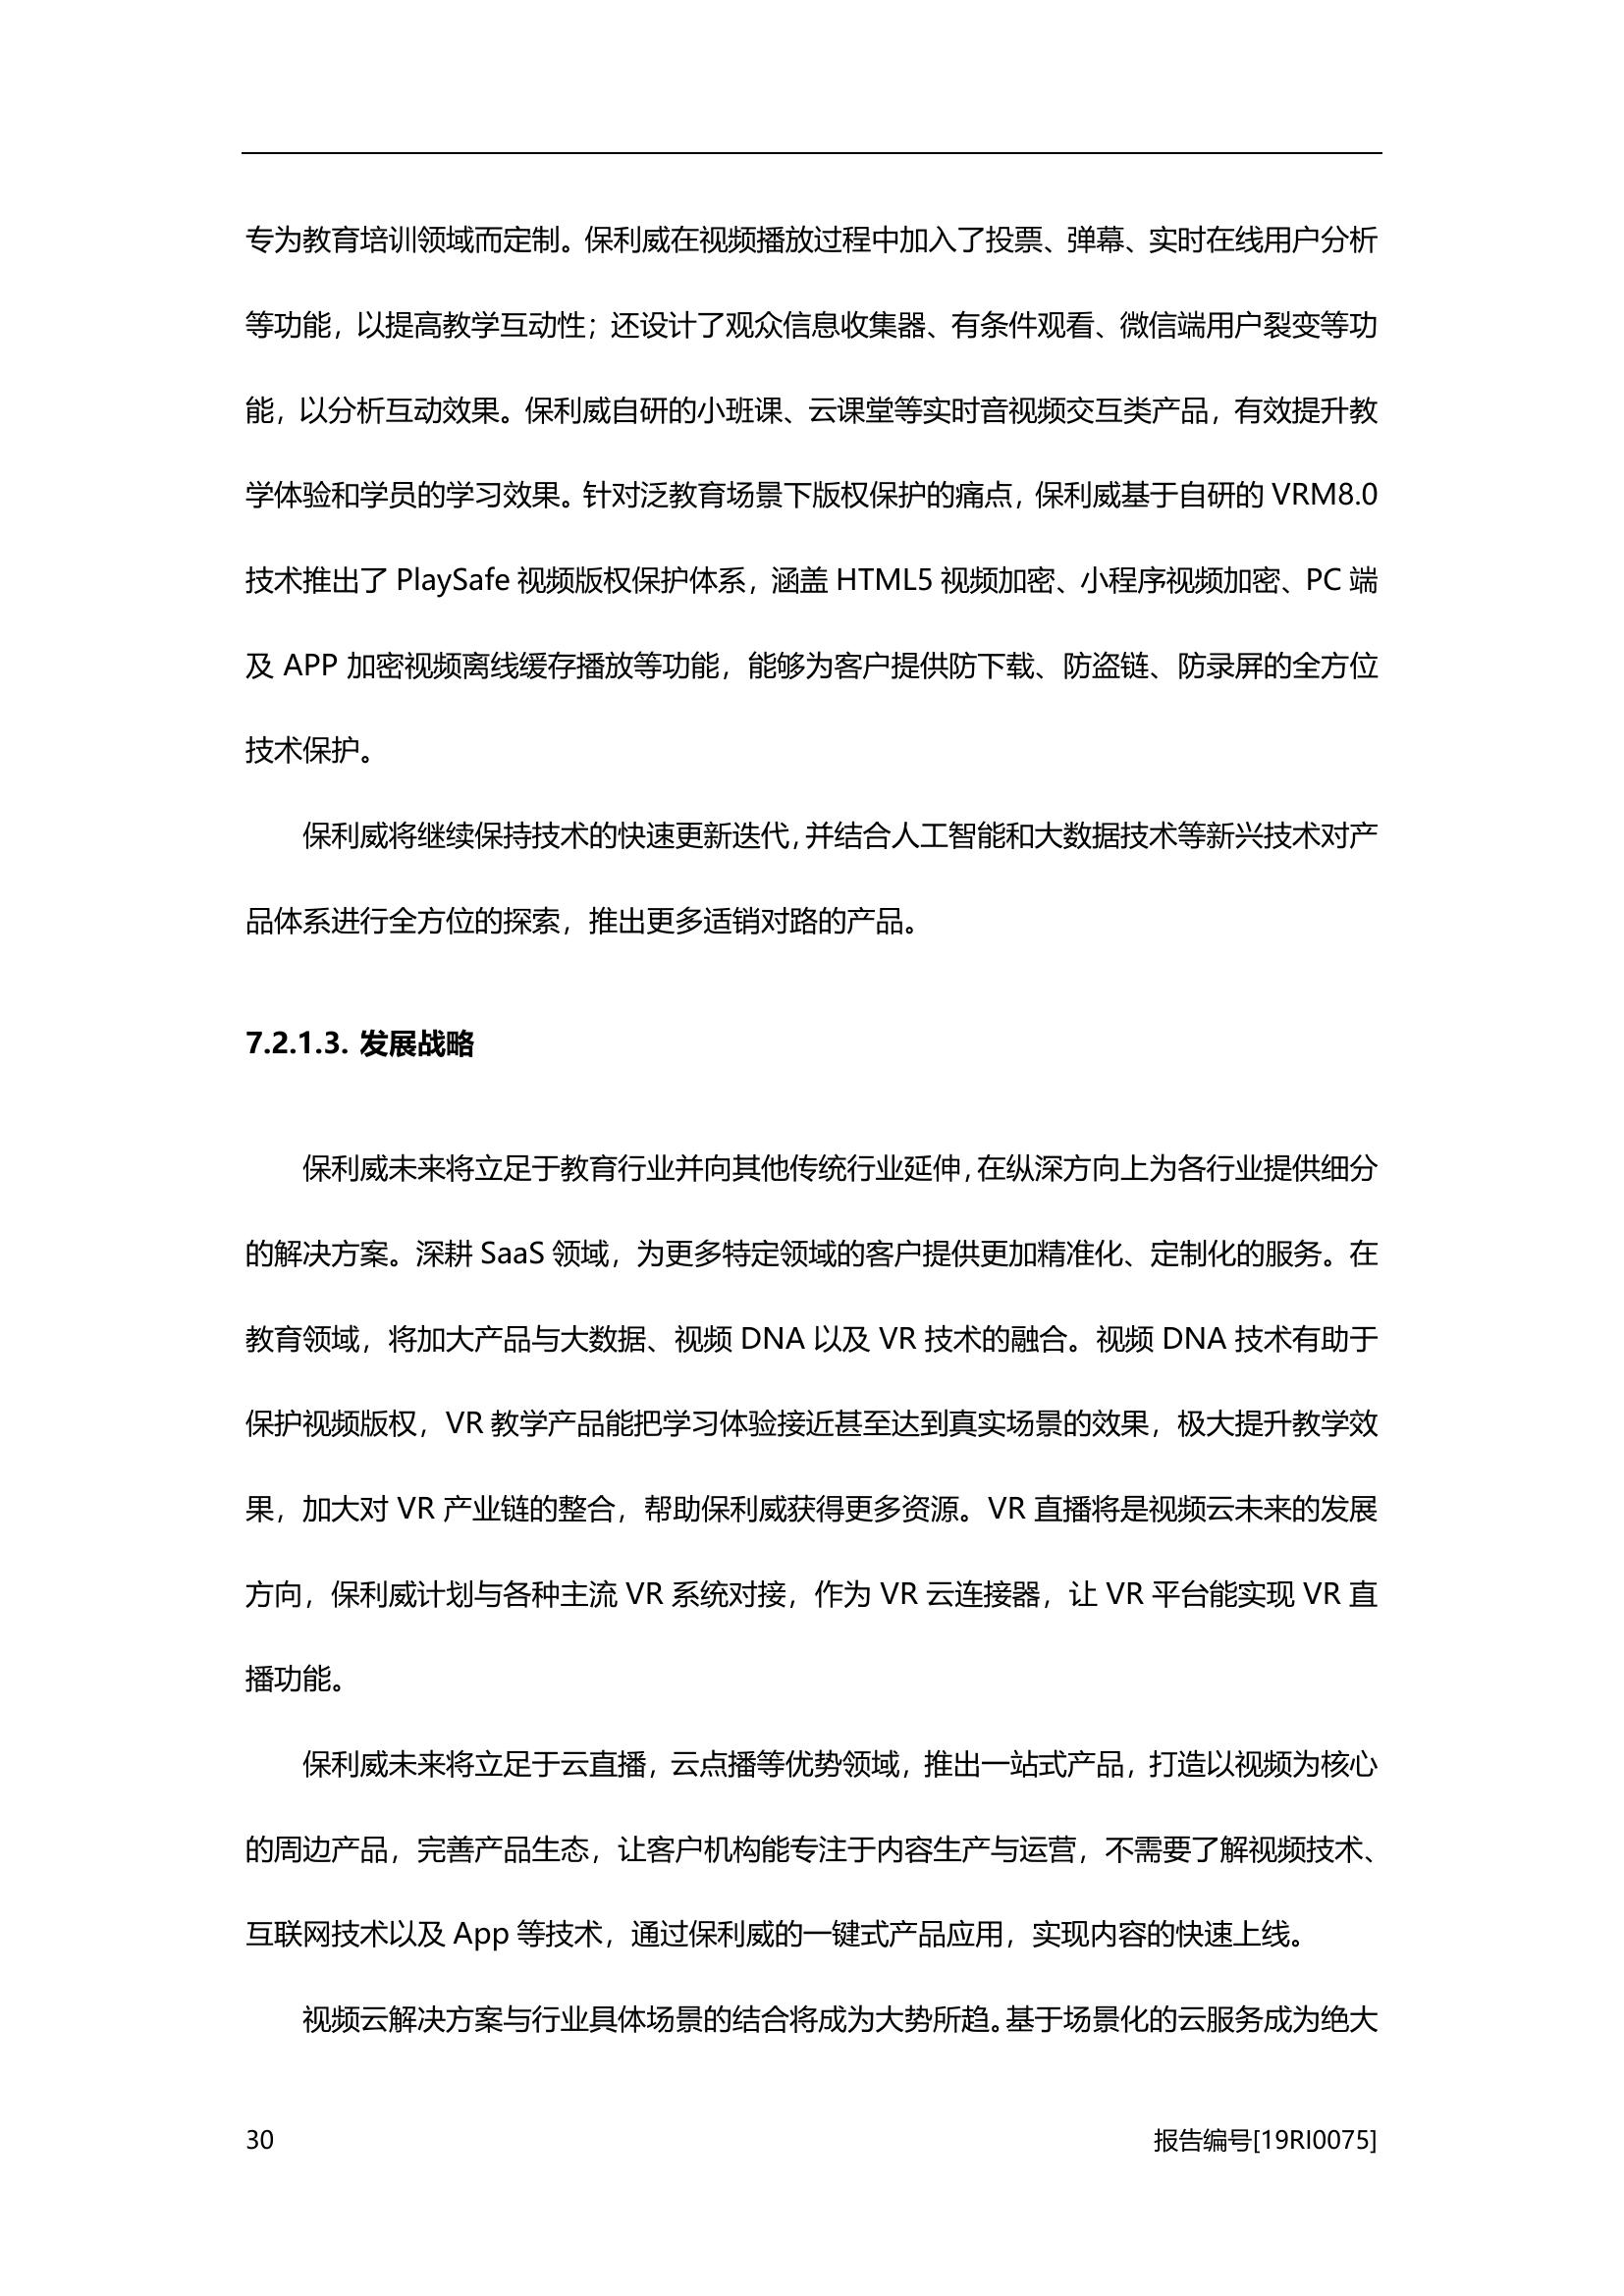 专为教育培训领域而定制。保利威在视频播放过程中加入了投票、弹幕、实时在线用户分析
等功能，以提高教学互动性；还设计了观众信息收集器、有条件观看、微信端用户裂变等功
能，以分析互动效果。保利威自研的小班课、云课堂等实时音视频交互类产品，有效提升教
学体验和学员的学习效果。针对泛教育场景下版权保护的痛点，保利威基于自研的 VRM8.0
技术推出了 PlaySafe 视频版权保护体系，涵盖 HTML5 视频加密、小程序视频加密、PC 端
及 APP 加密视频离线缓存播放等功能，能够为客户提供防下载、防盗链、防录屏的全方位
技术保护。
保利威将继续保持技术的快速更新迭代，并结合人工智能和大数据技术等新兴技术对产
品体系进行全方位的探索，推出更多适销对路的产品。
7.2.1.3. 发展战略
保利威未来将立足于教育行业并向其他传统行业延伸，在纵深方向上为各行业提供细分
的解决方案。深耕 SaaS 领域，为更多特定领域的客户提供更加精准化、定制化的服务。在
教育领域，将加大产品与大数据、视频 DNA 以及 VR 技术的融合。视频 DNA 技术有助于
保护视频版权，VR 教学产品能把学习体验接近甚至达到真实场景的效果，极大提升教学效
果，加大对 VR 产业链的整合，帮助保利威获得更多资源。VR 直播将是视频云未来的发展
方向，保利威计划与各种主流 VR 系统对接，作为 VR 云连接器，让 VR 平台能实现 VR 直
播功能。
保利威未来将立足于云直播，云点播等优势领域，推出一站式产品，打造以视频为核心
的周边产品，完善产品生态，让客户机构能专注于内容生产与运营，不需要了解视频技术、
互联网技术以及 App 等技术，通过保利威的一键式产品应用，实现内容的快速上线。
视频云解决方案与行业具体场景的结合将成为大势所趋。基于场景化的云服务成为绝大
30
报告编号[19RI0075]